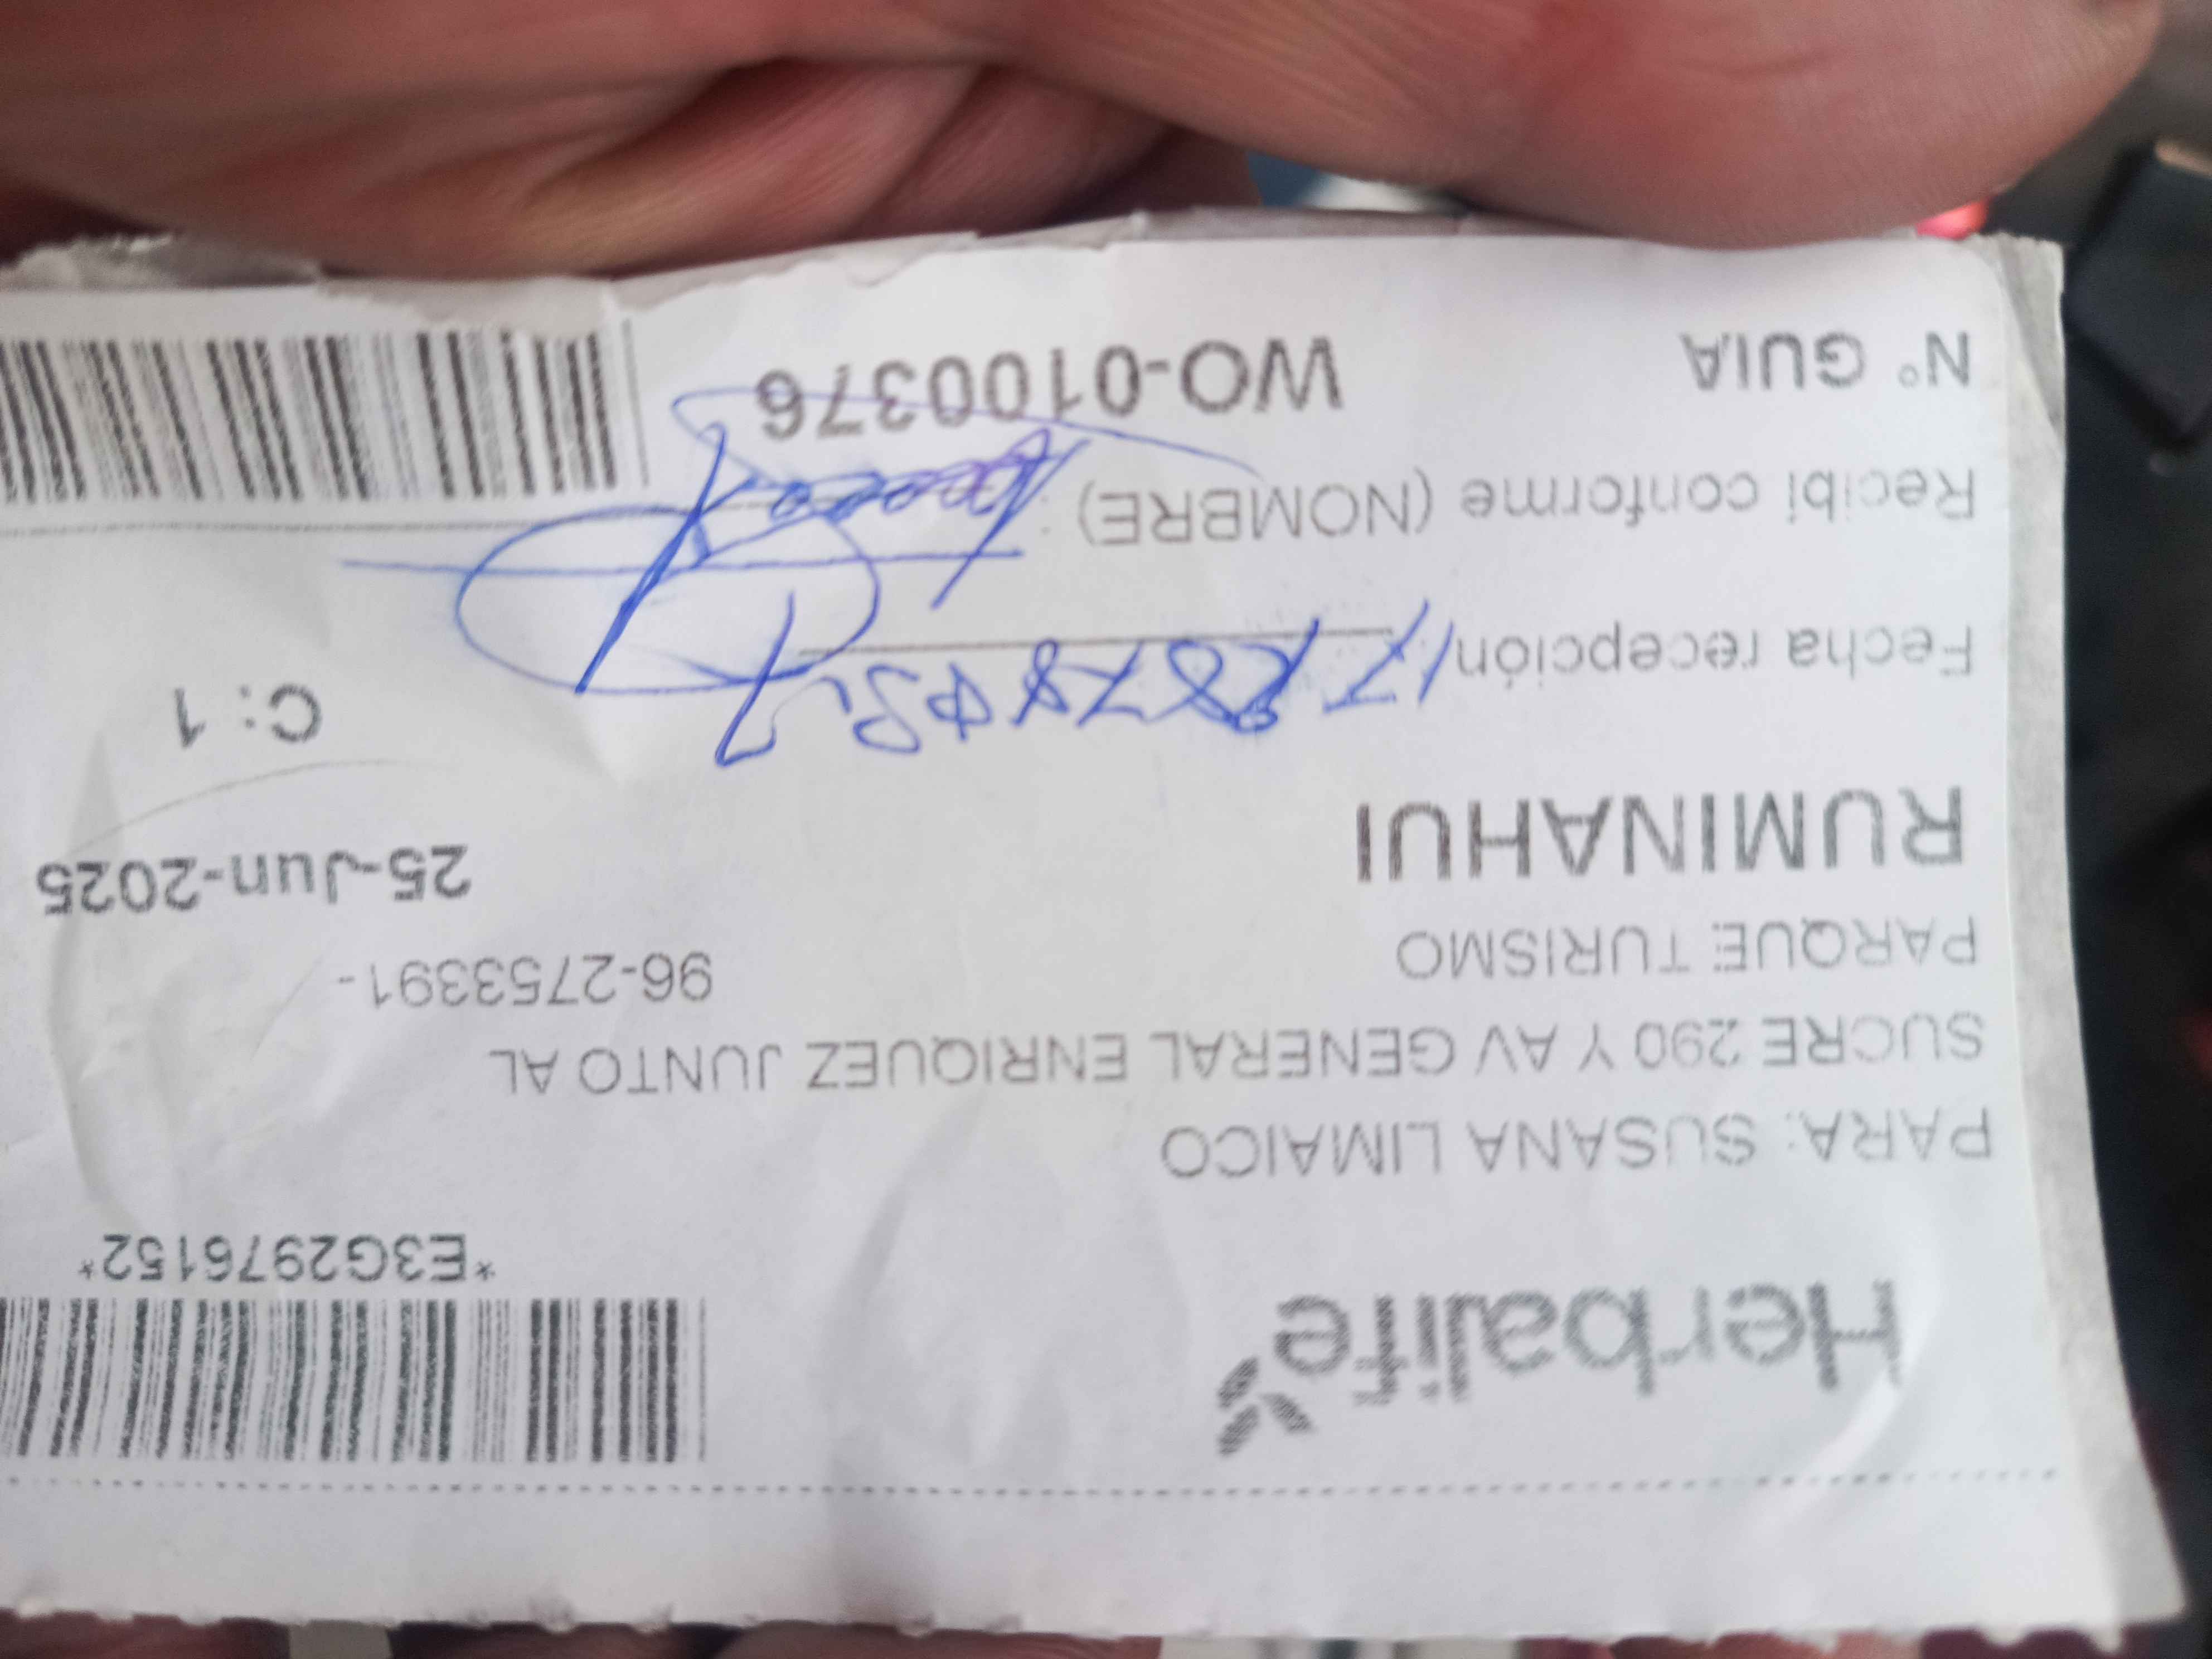 Herbalife
*E3G2976152*
PARA: SUSANA LIMAICO
SUCRE 290 Y AV GENERAL ENRIQUEZ JUNTO AL
PARQUE TURISMO
96-2753391-
RUMINAHUI
25-Jun-2025
C: 1
Fecha recepción
Recibi conforme (NOMBRE) :
N° GUIA WO-0100376